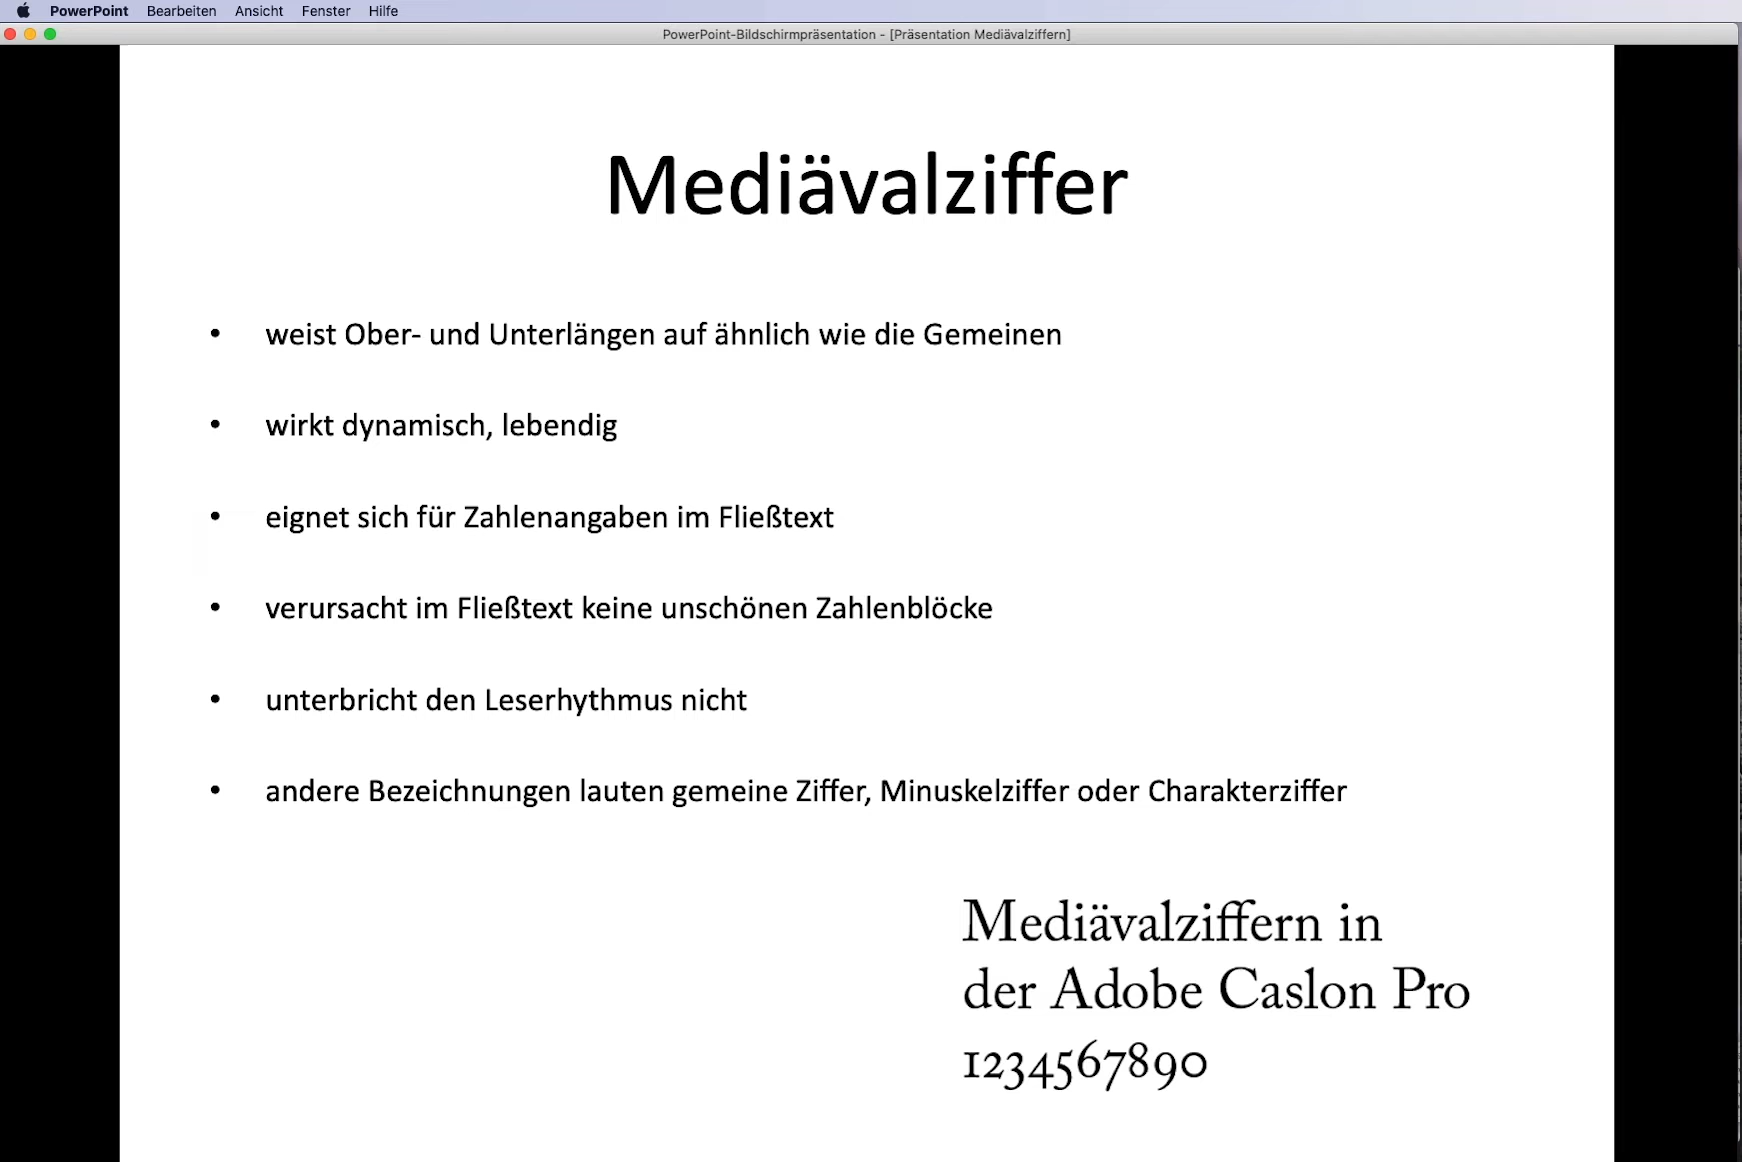 PowerPoint Bearbeiten Ansicht Fenster Hilfe
PowerPoint-Bildschirmpräsentation - [Präsentation Mediävalziffern]
Mediävalziffer
• weist Ober- und Unterlängen auf ähnlich wie die Gemeinen
• wirkt dynamisch, lebendig
• eignet sich für Zahlenangaben im Fließtext
• verursacht im Fließtext keine unschönen Zahlenblöcke
• unterbricht den Leserhythmus nicht
• andere Bezeichnungen lauten gemeine Ziffer, Minuskelziffer oder Charakterziffer
Mediävalziffern in
der Adobe Caslon Pro
1234567890